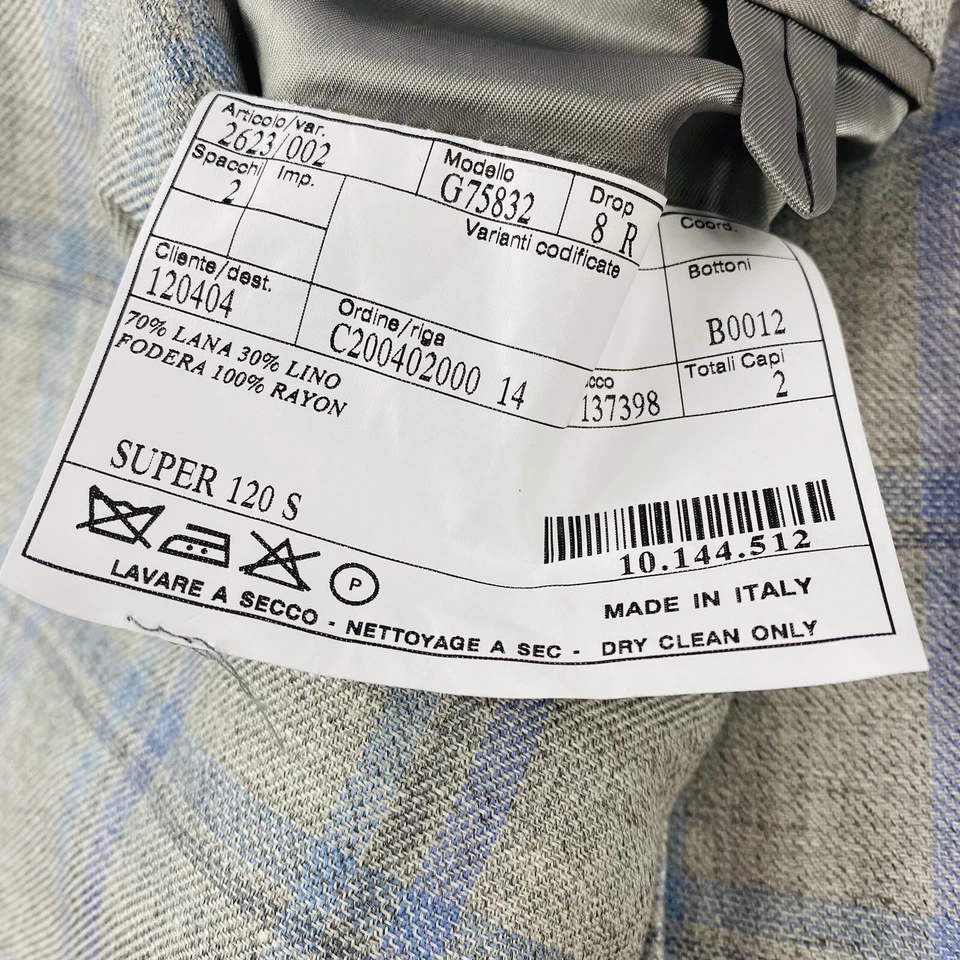 Articolo/var.
2623/002
Modello
G75832
Drop
8 R
Coord.
Spacchi
2
Imp.
Varianti codificate
Bottoni
B0012
Cliente/dest.
120404
Ordine/riga
C200402000 14
137398
Totali Capi
2
70% LANA 30% LINO
FODERA 100% RAYON
SUPER 120 S
10.144.512
P
MADE IN ITALY
LAVARE A SECCO - NETTOYAGE A SEC - DRY CLEAN ONLY